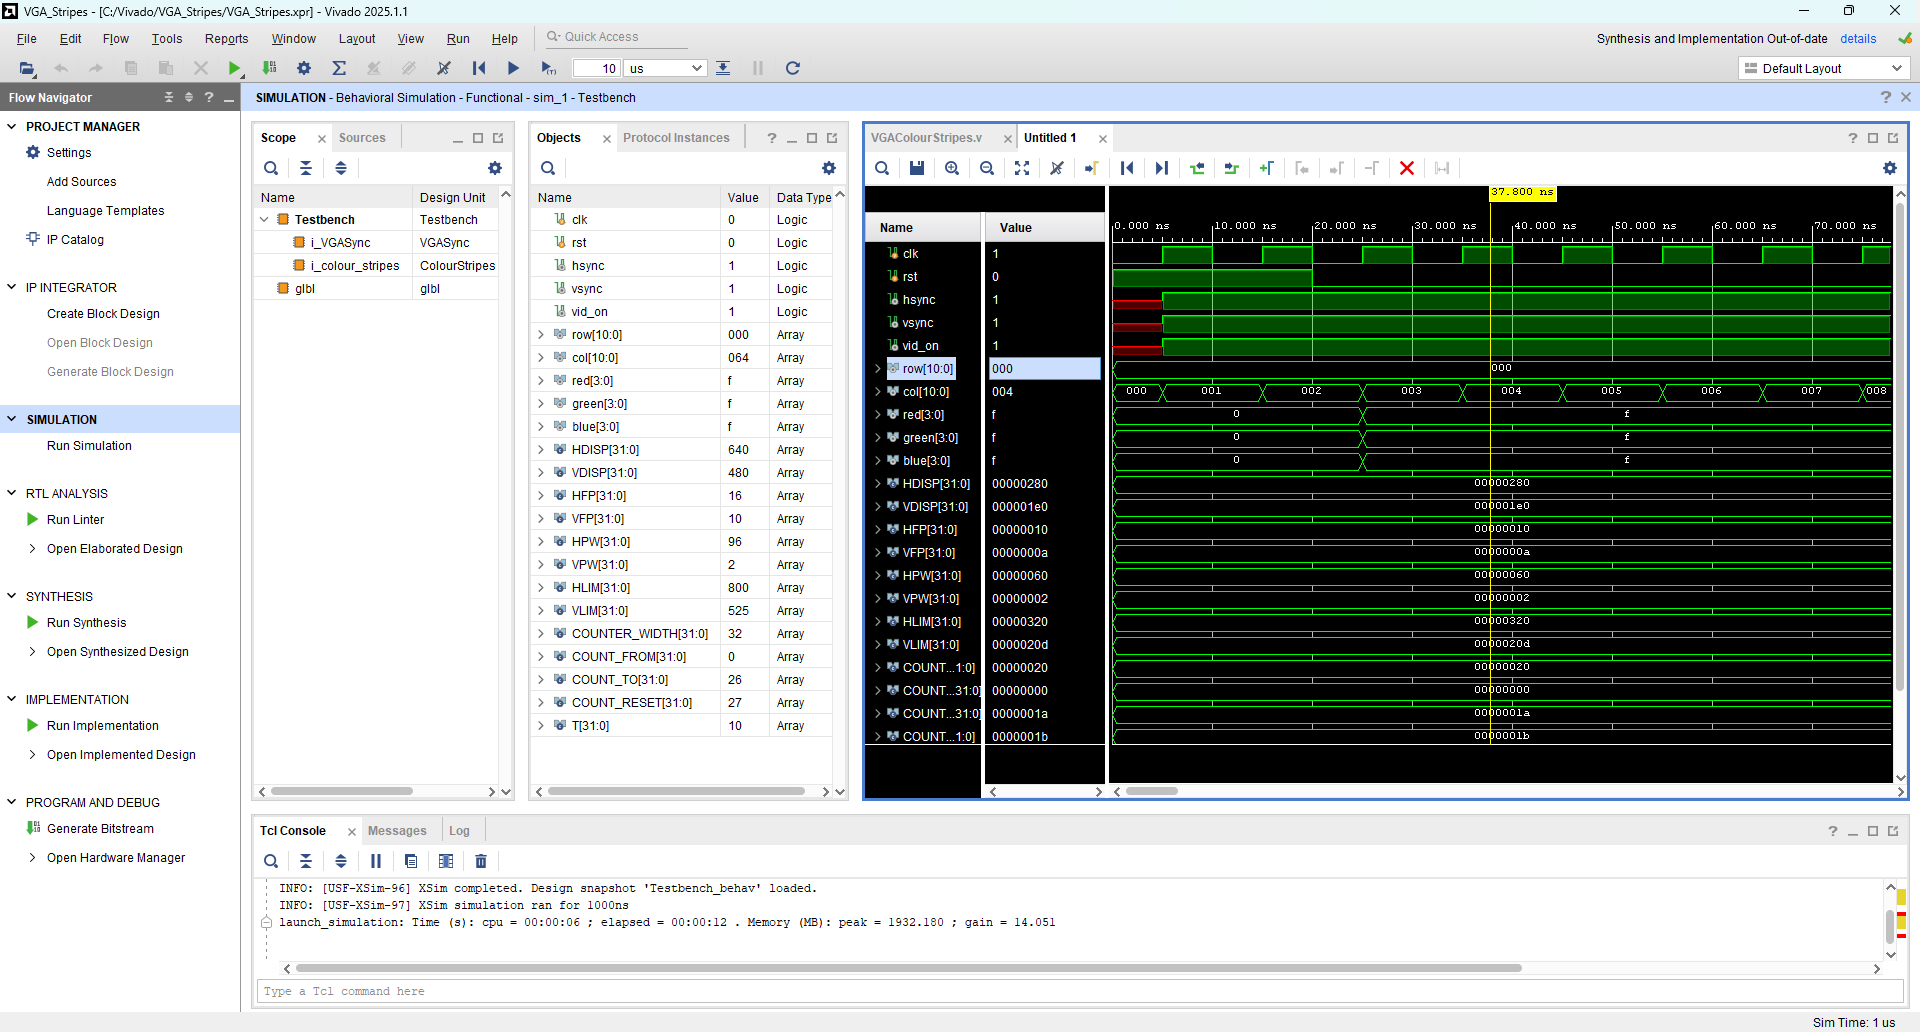 VGA_Stripes - [C:/Vivado/VGA_Stripes/VGA_Stripes.xpr] - Vivado 2025.1.1
File Edit Flow Tools Reports Window Layout View Run Help Quick Access
Synthesis and Implementation Out-of-date details
10 us
Default Layout
Flow Navigator
SIMULATION - Behavioral Simulation - Functional - sim_1 - Testbench
PROJECT MANAGER
Settings
Add Sources
Language Templates
IP Catalog
IP INTEGRATOR
Create Block Design
Open Block Design
Generate Block Design
SIMULATION
Run Simulation
RTL ANALYSIS
Run Linter
Open Elaborated Design
SYNTHESIS
Run Synthesis
Open Synthesized Design
IMPLEMENTATION
Run Implementation
Open Implemented Design
PROGRAM AND DEBUG
Generate Bitstream
Open Hardware Manager
Scope Sources
Name Design Unit
Testbench Testbench
i_VGASync VGASync
i_colour_stripes ColourStripes
glbl glbl
Objects Protocol Instances
Name Value Data Type
clk 0 Logic
rst 0 Logic
hsync 1 Logic
vsync 1 Logic
vid_on 1 Logic
row[10:0] 000 Array
col[10:0] 064 Array
red[3:0] f Array
green[3:0] f Array
blue[3:0] f Array
HDISP[31:0] 640 Array
VDISP[31:0] 480 Array
HFP[31:0] 16 Array
VFP[31:0] 10 Array
HPW[31:0] 96 Array
VPW[31:0] 2 Array
HLIM[31:0] 800 Array
VLIM[31:0] 525 Array
COUNTER_WIDTH[31:0] 32 Array
COUNT_FROM[31:0] 0 Array
COUNT_TO[31:0] 26 Array
COUNT_RESET[31:0] 27 Array
T[31:0] 10 Array
VGAColourStripes.v Untitled 1
37.800 ns
Name Value
0.000 ns 10.000 ns 20.000 ns 30.000 ns 40.000 ns 50.000 ns 60.000 ns 70.000 ns
clk 1
rst 0
hsync 1
vsync 1
vid_on 1
row[10:0] 000 000
col[10:0] 004 000 001 002 003 004 005 006 007 008
red[3:0] f 0 f
green[3:0] f 0 f
blue[3:0] f 0 f
HDISP[31:0] 00000280 00000280
VDISP[31:0] 000001e0 000001e0
HFP[31:0] 00000010 00000010
VFP[31:0] 0000000a 0000000a
HPW[31:0] 00000060 00000060
VPW[31:0] 00000002 00000002
HLIM[31:0] 00000320 00000320
VLIM[31:0] 0000020d 0000020d
COUNT...1:0] 00000020 00000020
COUNT...31:0] 00000000 00000000
COUNT...31:0] 0000001a 0000001a
COUNT...1:0] 0000001b 0000001b
Tcl Console Messages Log
INFO: [USF-XSim-96] XSim completed. Design snapshot 'Testbench_behav' loaded.
INFO: [USF-XSim-97] XSim simulation ran for 1000ns
launch_simulation: Time (s): cpu = 00:00:06 ; elapsed = 00:00:12 . Memory (MB): peak = 1932.180 ; gain = 14.051
Type a Tcl command here
Sim Time: 1 us